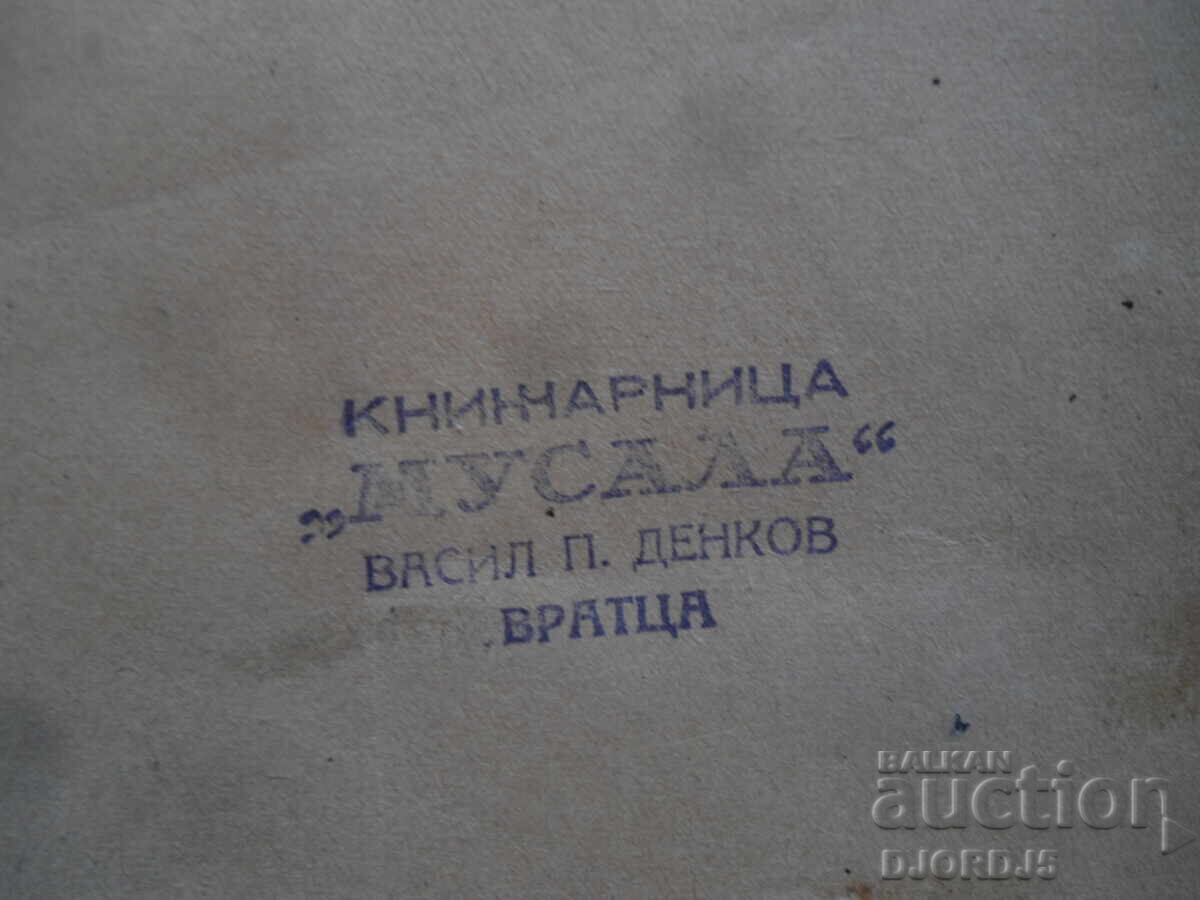 КНИЖАРНИЦА
„МУСАЛА“
ВАСИЛ П. ДЕНКОВ
ВРАТЦА
BALKAN
auction
DJORDJ5